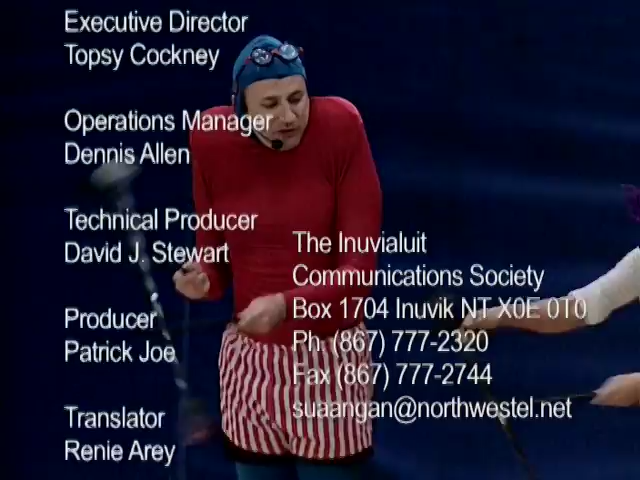 Executive Director
Topsy Cockney
Operations Manager
Dennis Allen
Technical Producer
David J. Stewart
Producer
Patrick Joe
Translator
Renie Arey
The Inuvialuit
Communications Society
Box 1704 Inuvik NT X0E 0T0
Ph. (867) 777-2320
Fax (867) 777-2744
suaangan@northwestel.net